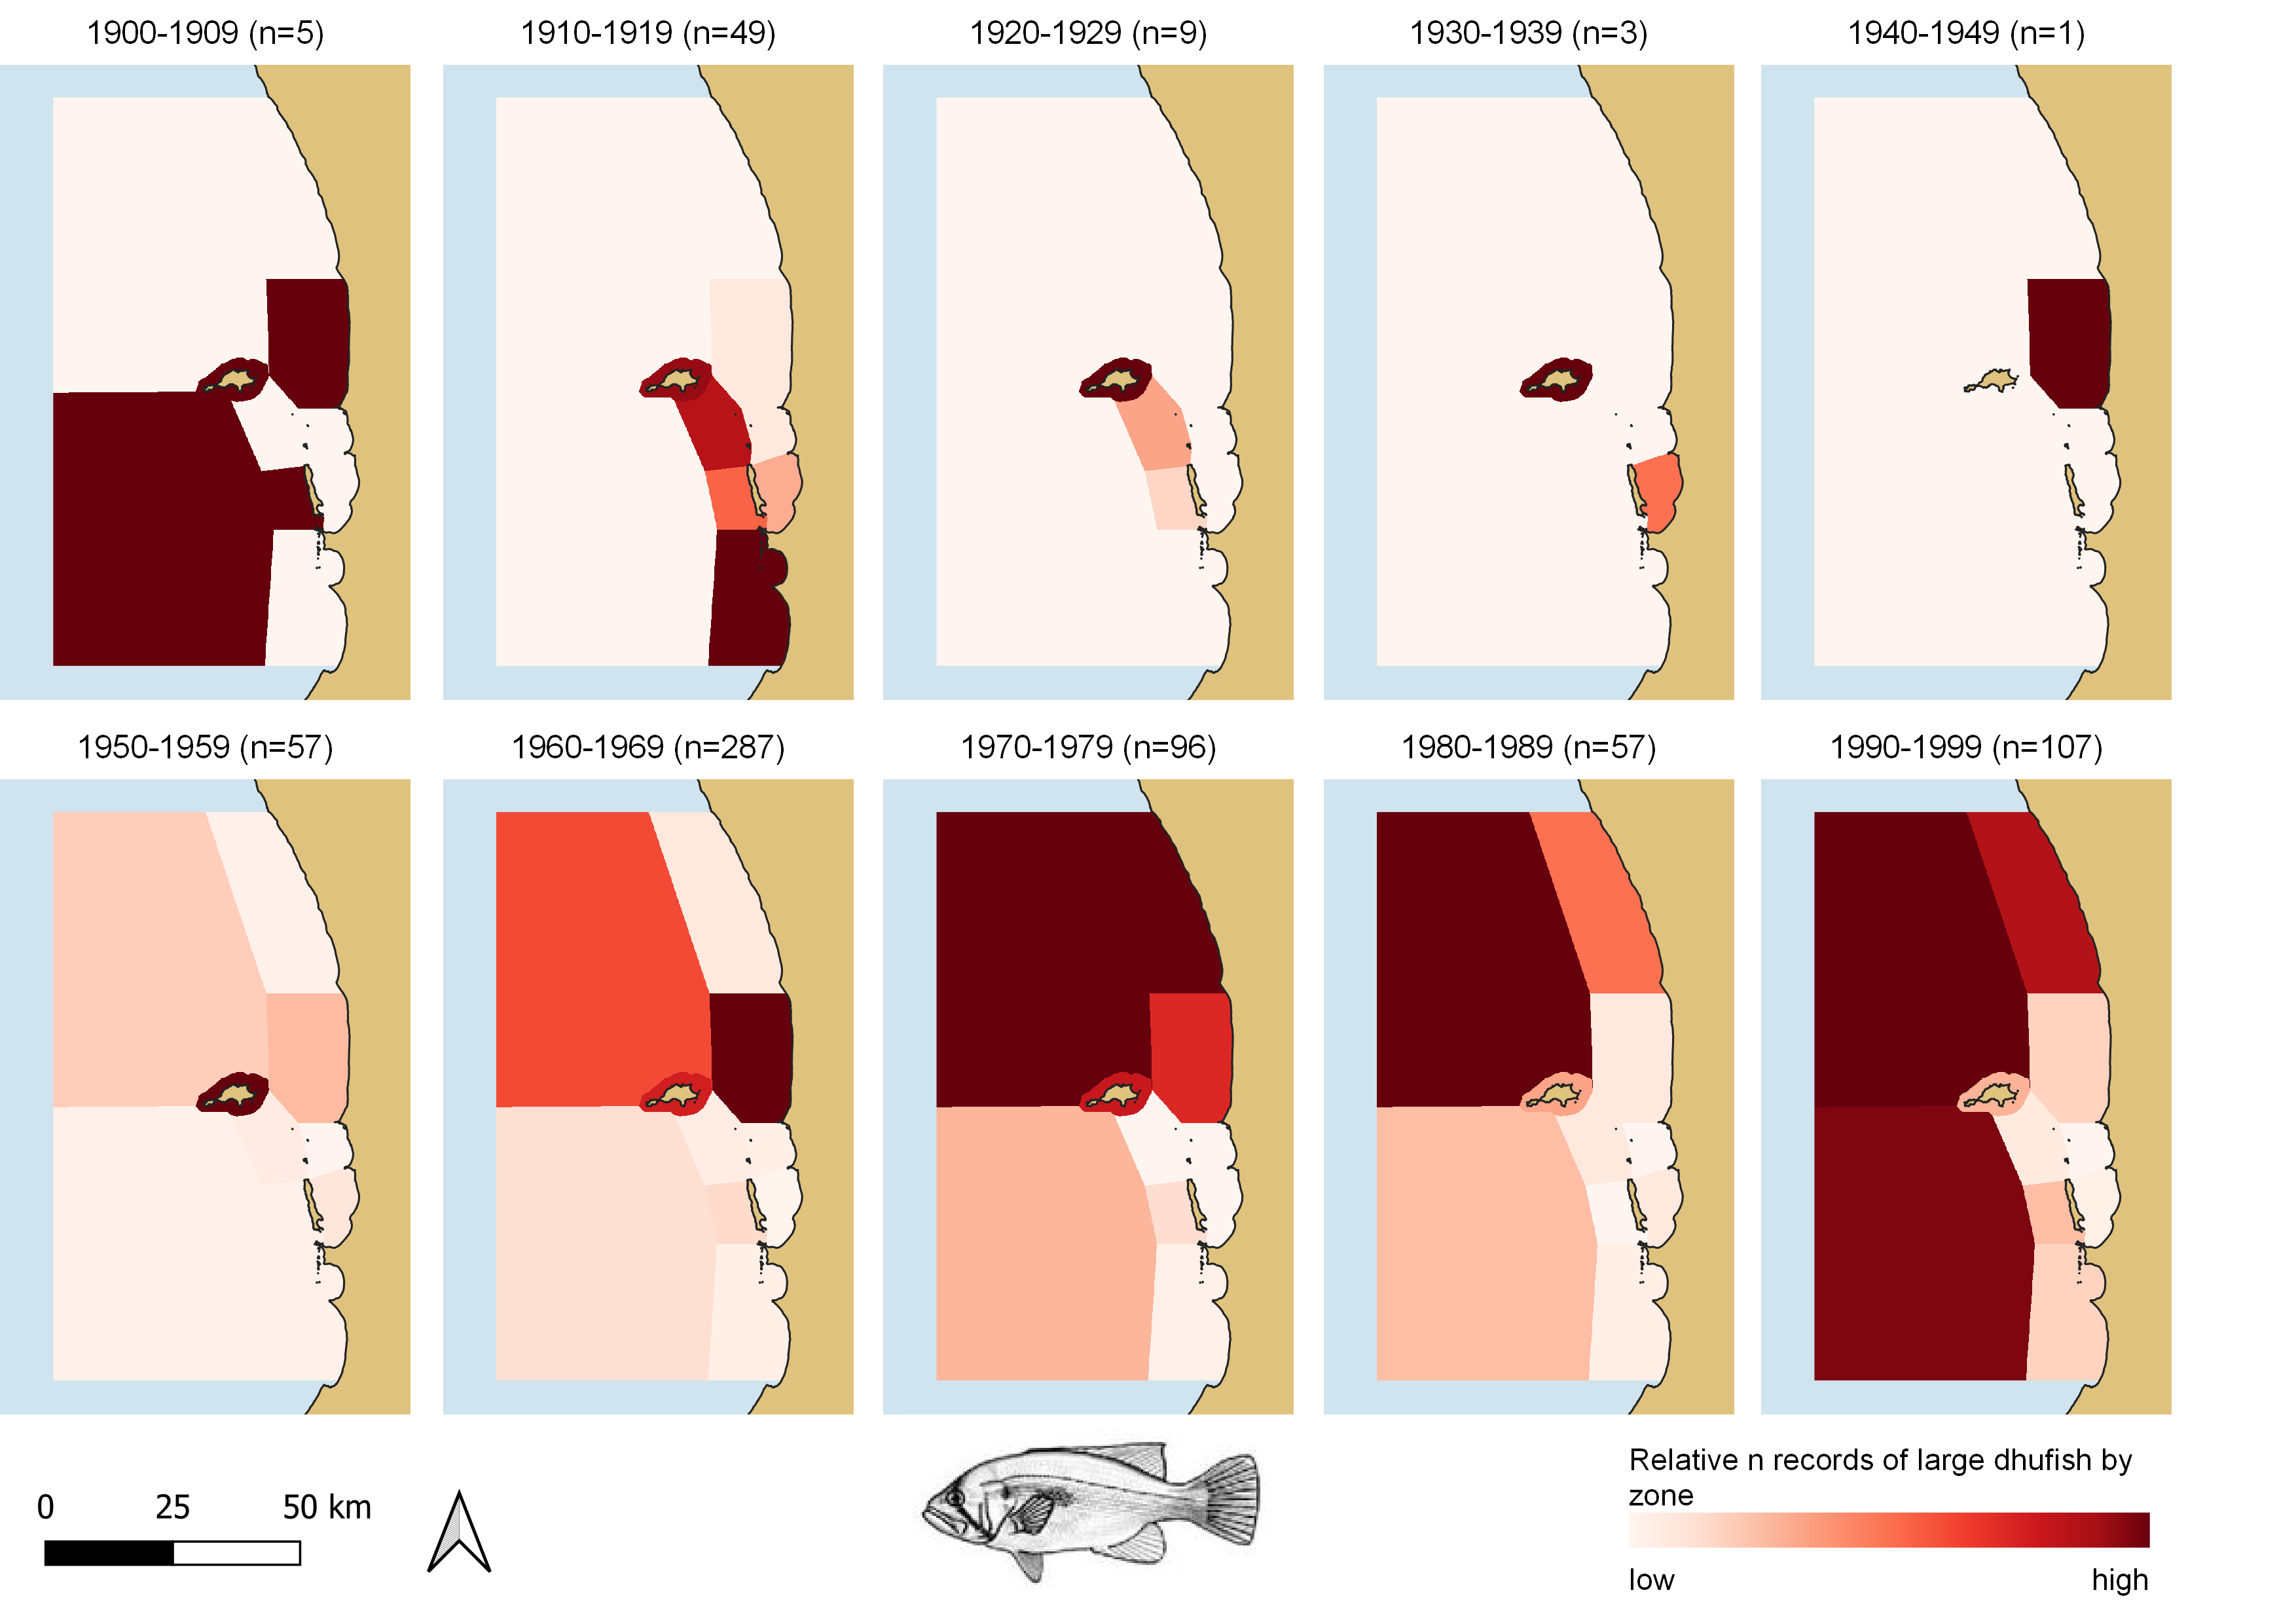 1900-1909 (n=5)
1910-1919 (n=49)
1920-1929 (n=9)
1930-1939 (n=3)
1940-1949 (n=1)
1950-1959 (n=57)
1960-1969 (n=287)
1970-1979 (n=96)
1980-1989 (n=57)
1990-1999 (n=107)
0 25 50 km
Relative n records of large dhufish by
zone
low high